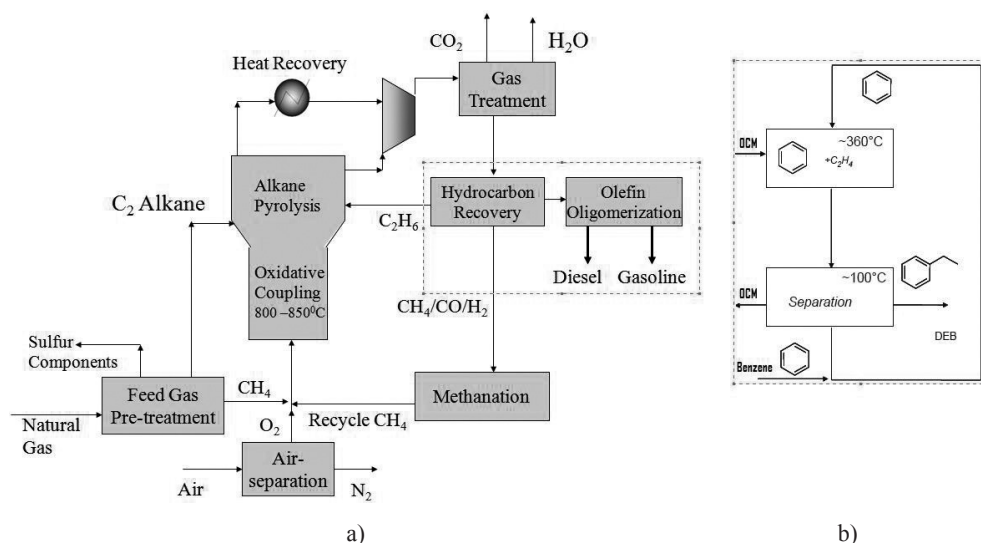 CO2
H2O
Heat Recovery
Gas
Treatment
C2 Alkane
Alkane
Pyrolysis
Oxidative
Coupling
800 –850⁰C
C2H6
Hydrocarbon
Recovery
Olefin
Oligomerization
Diesel
Gasoline
CH4/CO/H2
Sulfur
Components
Feed Gas
Pre-treatment
CH4
Natural
Gas
O2
Recycle CH4
Methanation
Air
Air-
separation
N2
a)
OCM
~360°C
+C2H4
~100°C
OCM
Separation
DEB
Benzene
b)